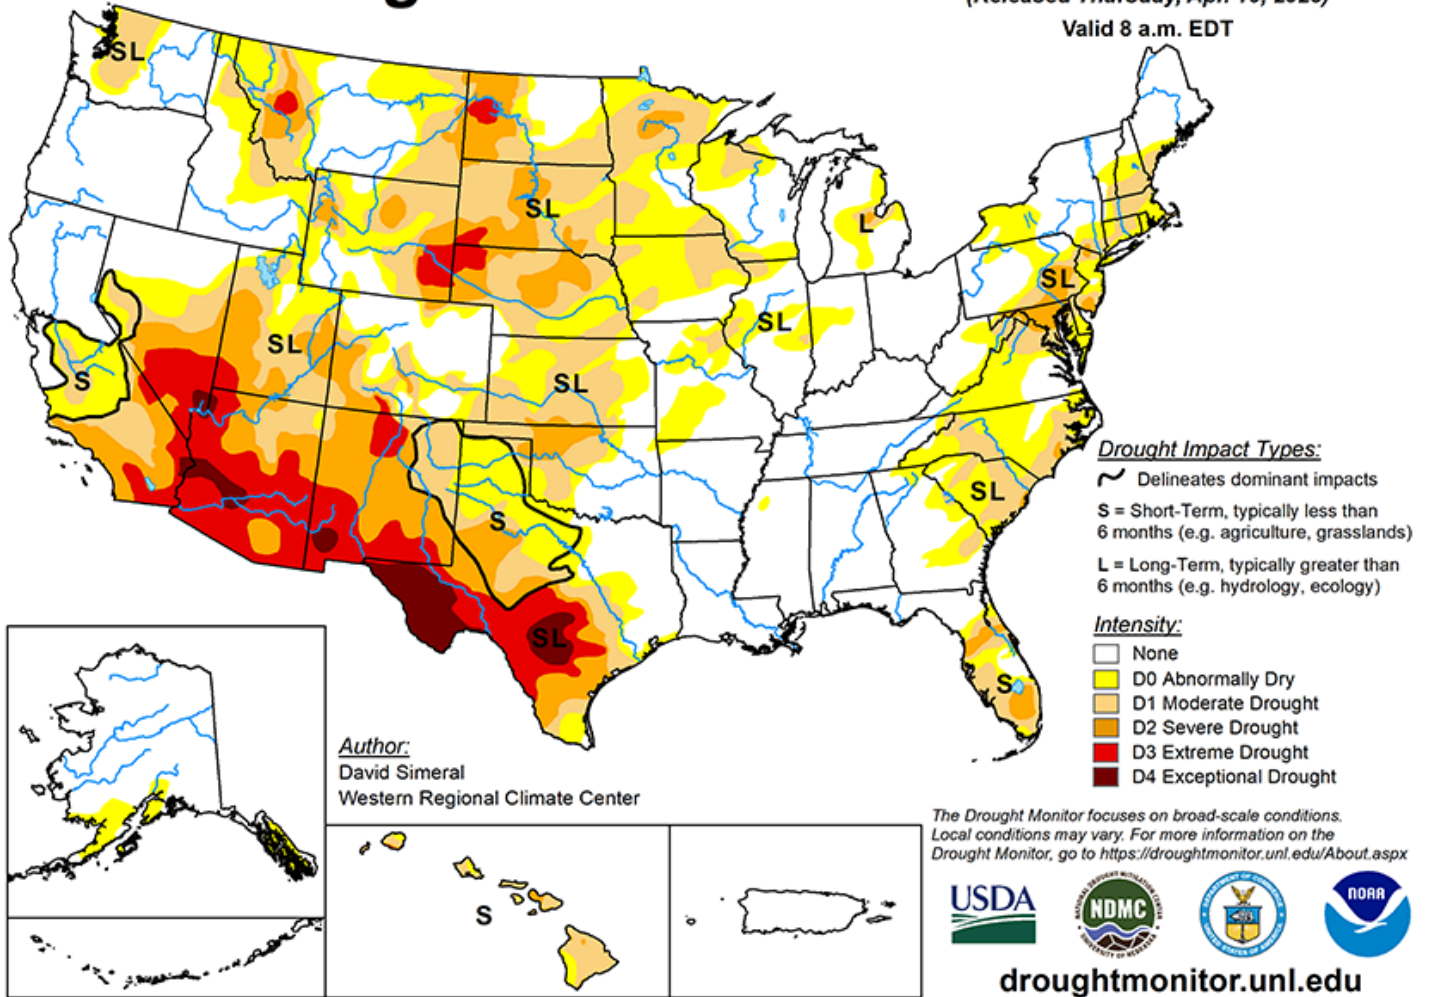 Valid 8 a.m. EDT
SL
SL
SL
S
SL
SL
L
SL
SL
S
SL
SL
S
S
Drought Impact Types:
Delineates dominant impacts
S = Short-Term, typically less than
6 months (e.g. agriculture, grasslands)
L = Long-Term, typically greater than
6 months (e.g. hydrology, ecology)
Intensity:
None
D0 Abnormally Dry
D1 Moderate Drought
D2 Severe Drought
D3 Extreme Drought
D4 Exceptional Drought
Author:
David Simeral
Western Regional Climate Center
The Drought Monitor focuses on broad-scale conditions.
Local conditions may vary. For more information on the
Drought Monitor, go to https://droughtmonitor.unl.edu/About.aspx
USDA
NDMC
NOAA
droughtmonitor.unl.edu